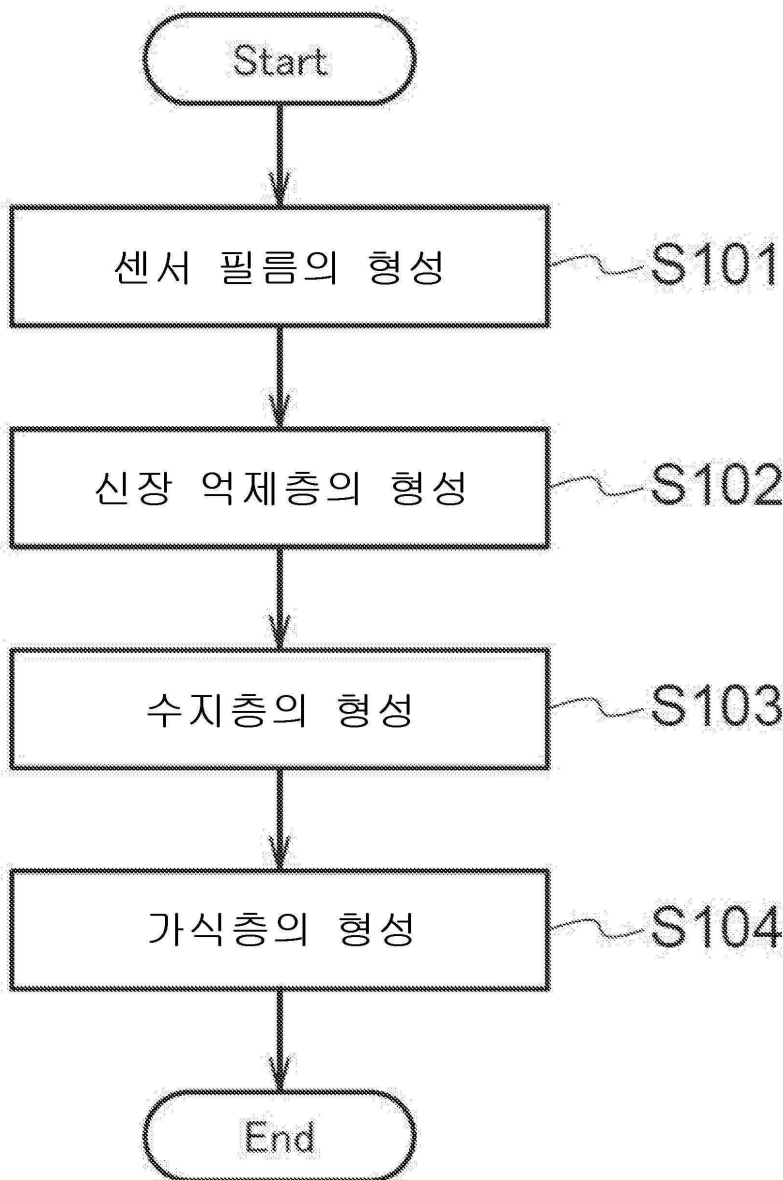 Start
센서 필름의 형성
S101
신장 억제층의 형성
S102
수지층의 형성
S103
가식층의 형성
S104
End